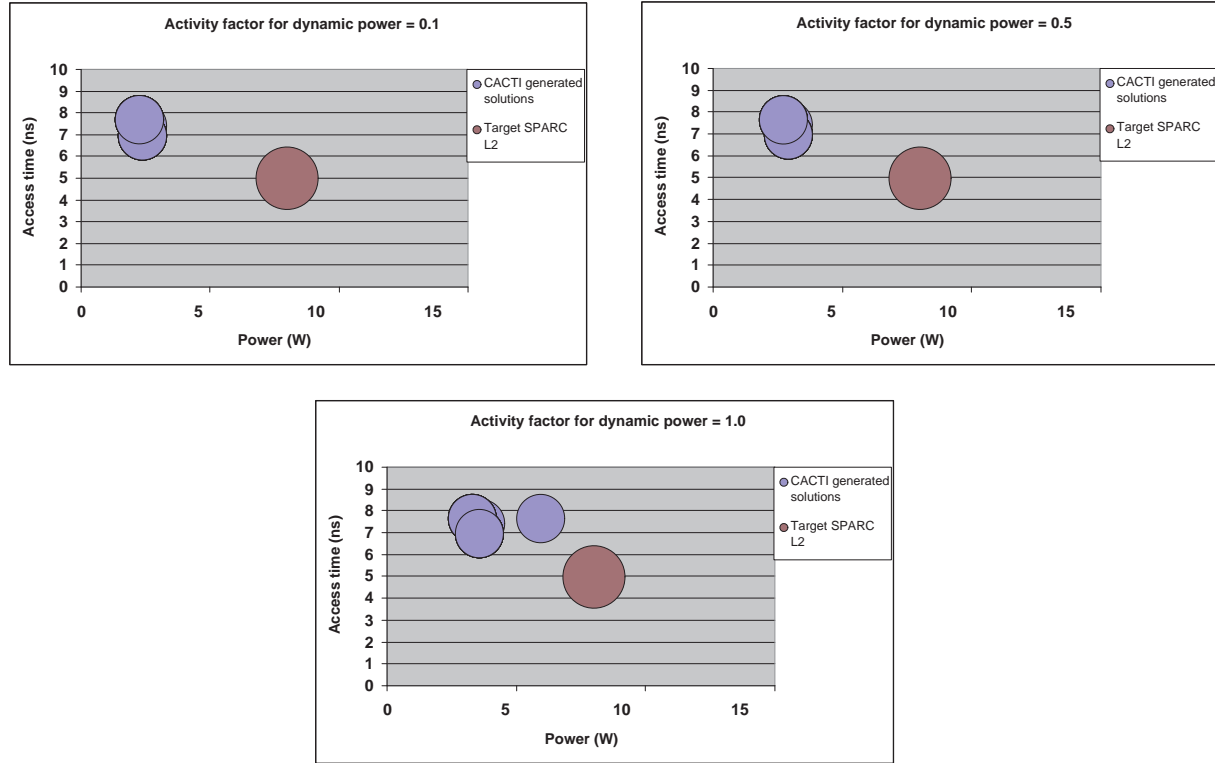 Activity factor for dynamic power = 0.1
10
9
8
7
6
5
4
3
2
1
0
Access time (ns)
0 5 10 15
Power (W)
CACTI generated
solutions
Target SPARC
L2
Activity factor for dynamic power = 0.5
10
9
8
7
6
5
4
3
2
1
0
Access time (ns)
0 5 10 15
Power (W)
CACTI generated
solutions
Target SPARC
L2
Activity factor for dynamic power = 1.0
10
9
8
7
6
5
4
3
2
1
0
Access time (ns)
0 5 10 15
Power (W)
CACTI generated
solutions
Target SPARC
L2